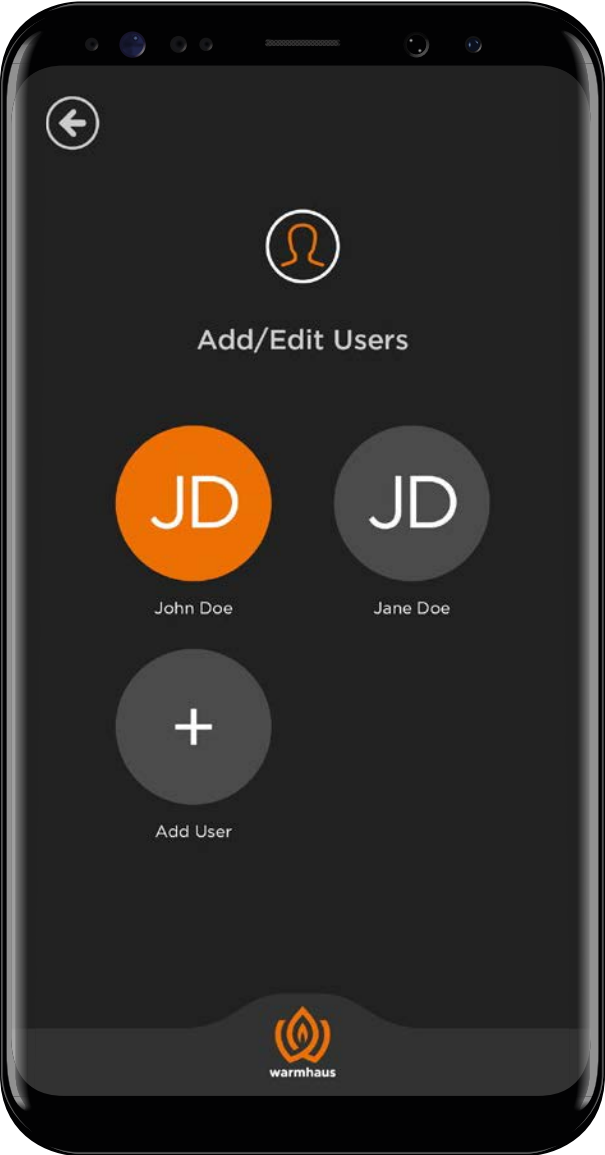 Add/Edit Users
JD
JD
John Doe
Jane Doe
+
Add User
warmhaus